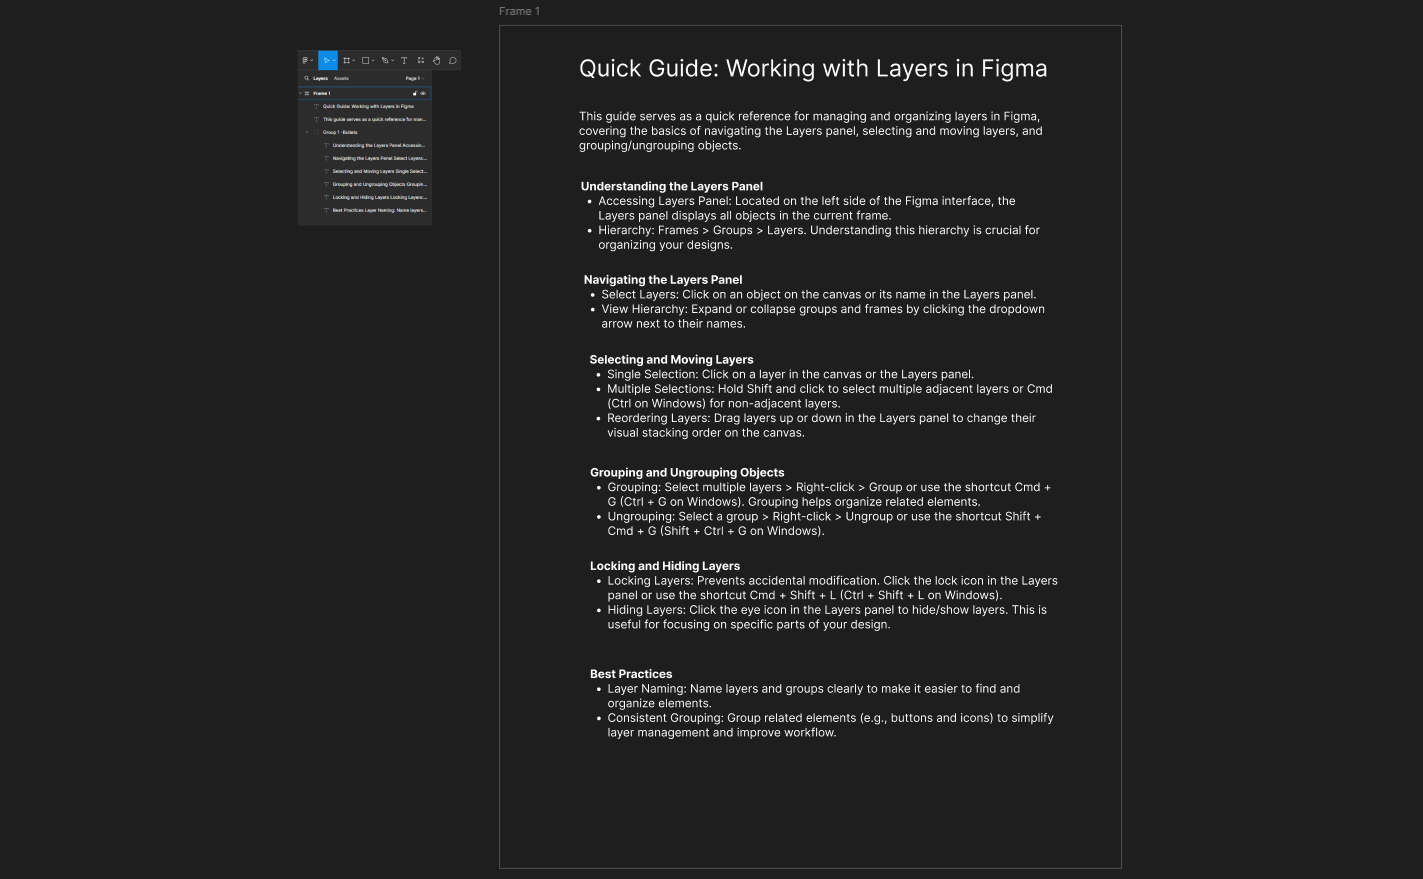 Frame 1
Layers Assets Page 1
Frame 1
Quick Guide: Working with Layers in Figma
This guide serves as a quick reference for man...
Group 1 -Bullets
Understanding the Layers Panel Accessin...
Navigating the Layers Panel Select Layers:...
Selecting and Moving Layers Single Select...
Grouping and Ungrouping Objects Groupin...
Locking and Hiding Layers Locking Layers:...
Best Practices Layer Naming: Name layers...
Quick Guide: Working with Layers in Figma
This guide serves as a quick reference for managing and organizing layers in Figma,
covering the basics of navigating the Layers panel, selecting and moving layers, and
grouping/ungrouping objects.
Understanding the Layers Panel
• Accessing Layers Panel: Located on the left side of the Figma interface, the
Layers panel displays all objects in the current frame.
• Hierarchy: Frames > Groups > Layers. Understanding this hierarchy is crucial for
organizing your designs.
Navigating the Layers Panel
• Select Layers: Click on an object on the canvas or its name in the Layers panel.
• View Hierarchy: Expand or collapse groups and frames by clicking the dropdown
arrow next to their names.
Selecting and Moving Layers
• Single Selection: Click on a layer in the canvas or the Layers panel.
• Multiple Selections: Hold Shift and click to select multiple adjacent layers or Cmd
(Ctrl on Windows) for non-adjacent layers.
• Reordering Layers: Drag layers up or down in the Layers panel to change their
visual stacking order on the canvas.
Grouping and Ungrouping Objects
• Grouping: Select multiple layers > Right-click > Group or use the shortcut Cmd +
G (Ctrl + G on Windows). Grouping helps organize related elements.
• Ungrouping: Select a group > Right-click > Ungroup or use the shortcut Shift +
Cmd + G (Shift + Ctrl + G on Windows).
Locking and Hiding Layers
• Locking Layers: Prevents accidental modification. Click the lock icon in the Layers
panel or use the shortcut Cmd + Shift + L (Ctrl + Shift + L on Windows).
• Hiding Layers: Click the eye icon in the Layers panel to hide/show layers. This is
useful for focusing on specific parts of your design.
Best Practices
• Layer Naming: Name layers and groups clearly to make it easier to find and
organize elements.
• Consistent Grouping: Group related elements (e.g., buttons and icons) to simplify
layer management and improve workflow.